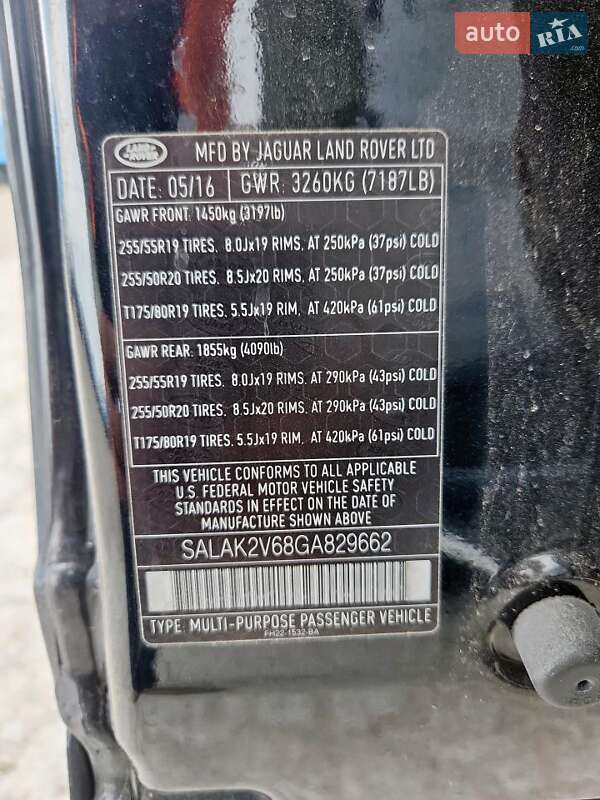 auto RIA.com
LAND ROVER
MFD BY JAGUAR LAND ROVER LTD
DATE: 05/16 GWR: 3260KG (7187LB)
GAWR FRONT: 1450kg (3197lb)
255/55R19 TIRES. 8.0Jx19 RIMS. AT 250kPa (37psi) COLD
255/50R20 TIRES. 8.5Jx20 RIMS. AT 250kPa (37psi) COLD
T175/80R19 TIRES. 5.5Jx19 RIM, AT 420kPa (61psi) COLD
GAWR REAR: 1855kg (4090lb)
255/55R19 TIRES. 8.0Jx19 RIMS. AT 290kPa (43psi) COLD
255/50R20 TIRES. 8.5Jx20 RIMS. AT 290kPa (43psi) COLD
T175/80R19 TIRES. 5.5Jx19 RIM, AT 420kPa (61psi) COLD
THIS VEHICLE CONFORMS TO ALL APPLICABLE
U.S. FEDERAL MOTOR VEHICLE SAFETY
STANDARDS IN EFFECT ON THE DATE OF
MANUFACTURE SHOWN ABOVE
SALAK2V68GA829662
TYPE: MULTI-PURPOSE PASSENGER VEHICLE
FH22-1532-BA